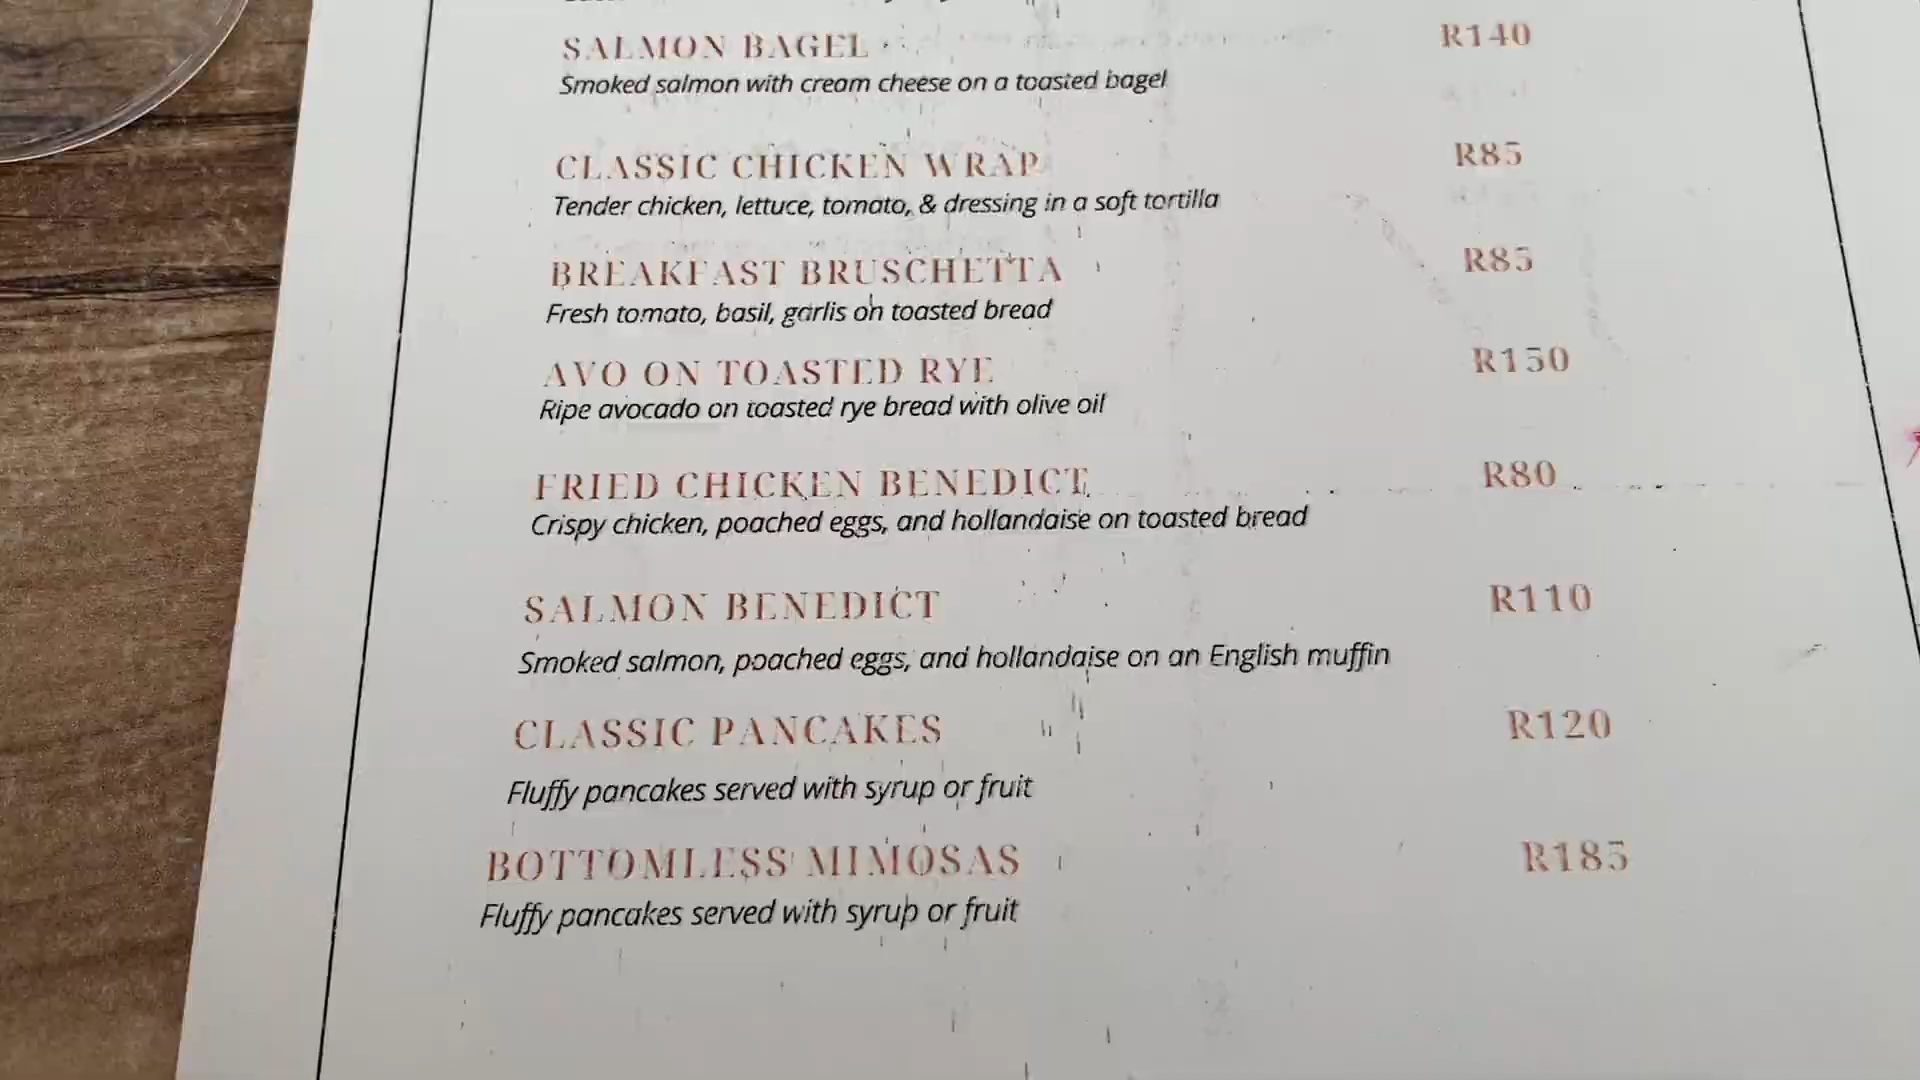 SALMON BAGEL R140
Smoked salmon with cream cheese on a toasted bagel
CLASSIC CHICKEN WRAP R85
Tender chicken, lettuce, tomato, & dressing in a soft tortilla
BREAKFAST BRUSCHETTA R85
Fresh tomato, basil, garlis on toasted bread
AVO ON TOASTED RYE R150
Ripe avocado on toasted rye bread with olive oil
FRIED CHICKEN BENEDICT R80
Crispy chicken, poached eggs, and hollandaise on toasted bread
SALMON BENEDICT R110
Smoked salmon, poached eggs, and hollandaise on an English muffin
CLASSIC PANCAKES R120
Fluffy pancakes served with syrup or fruit
BOTTOMLESS MIMOSAS R185
Fluffy pancakes served with syrup or fruit